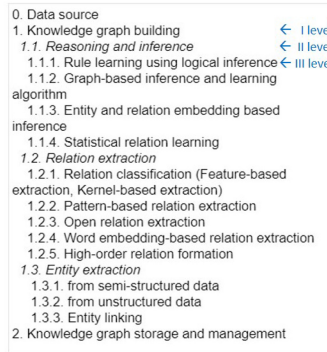 0. Data source
1. Knowledge graph building ← I leve
1.1. Reasoning and inference ← II leve
1.1.1. Rule learning using logical inference ← III leve
1.1.2. Graph-based inference and learning
algorithm
1.1.3. Entity and relation embedding based
inference
1.1.4. Statistical relation learning
1.2. Relation extraction
1.2.1. Relation classification (Feature-based
extraction, Kernel-based extraction)
1.2.2. Pattern-based relation extraction
1.2.3. Open relation extraction
1.2.4. Word embedding-based relation extraction
1.2.5. High-order relation formation
1.3. Entity extraction
1.3.1. from semi-structured data
1.3.2. from unstructured data
1.3.3. Entity linking
2. Knowledge graph storage and management